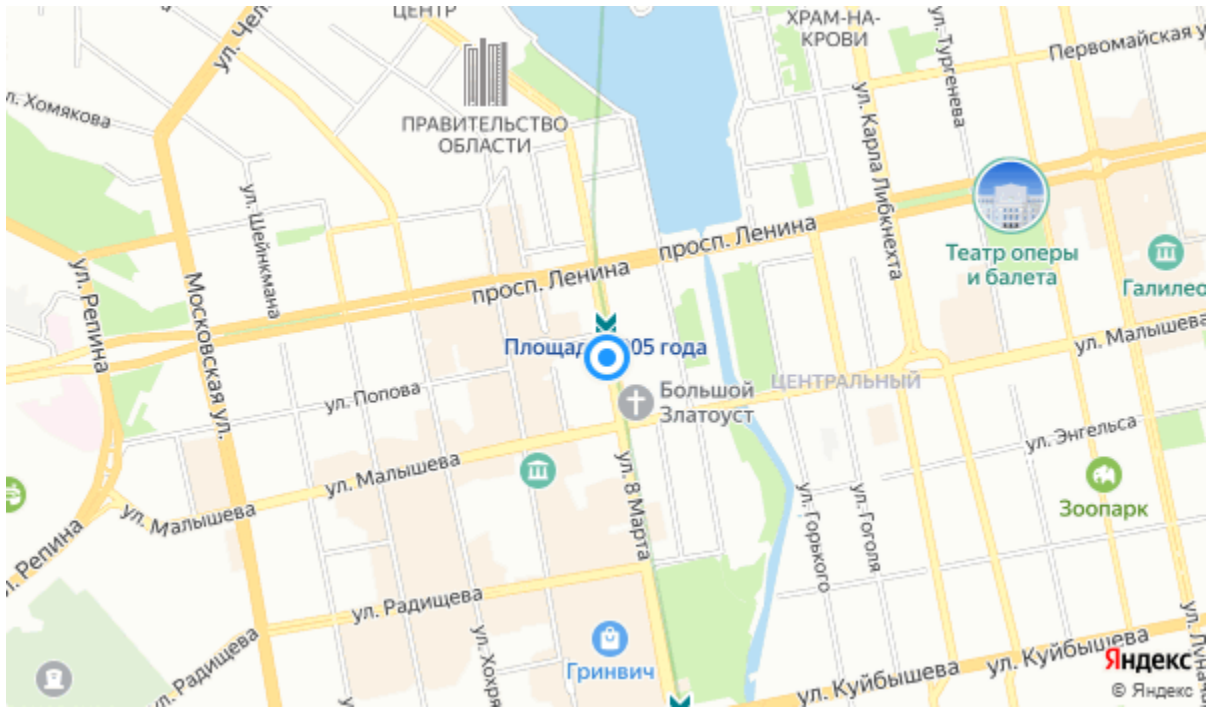 ЦЕНТР
ХРАМ-НА-
КРОВИ
ул. Тургенева
Первомайская у
ул. Чел
л. Хомякова
ПРАВИТЕЛЬСТВО
ОБЛАСТИ
ул. Карла Либкнехта
ул. Шейнкмана
просп. Ленина
просп. Ленина
Театр оперы
и балета
Галилео
ул. Репина
Московская ул.
Площад 05 года
ул. Малышева
ЦЕНТРАЛЬНЫЙ
Большой
Златоуст
ул. Попова
ул. Энгельса
ул. Малышева
ул. Малышева
ул. 8 Марта
Зоопарк
ул. Горького
ул. Гоголя
л. Репина
ул. Радищева
ул. Радищева
ул. Хохря
Гринвич
ул. Куйбышева
ул. Куйбышева
ул. Луначар
Яндекс
© Яндекс